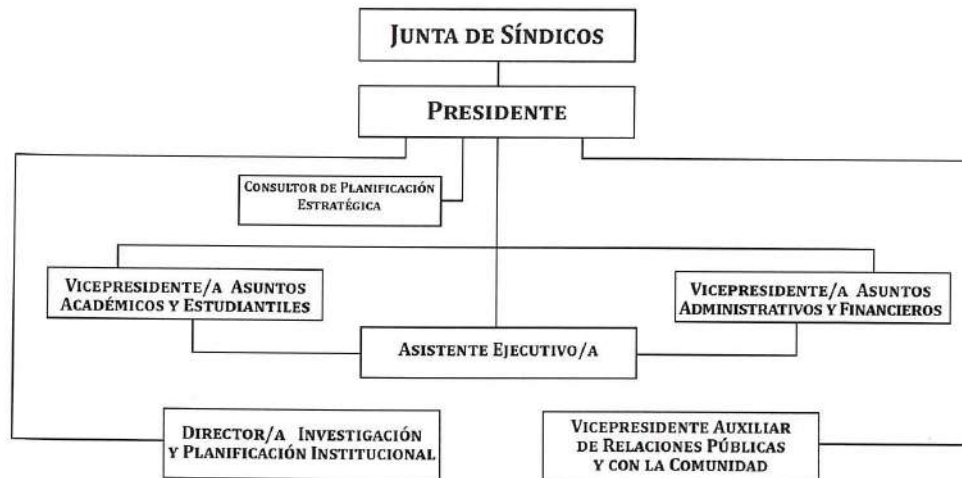 JUNTA DE SÍNDICOS
PRESIDENTE
CONSULTOR DE PLANIFICACIÓN
ESTRATÉGICA
VICEPRESIDENTE/A ASUNTOS
ACADÉMICOS Y ESTUDIANTILES
VICEPRESIDENTE/A ASUNTOS
ADMINISTRATIVOS Y FINANCIEROS
ASISTENTE EJECUTIVO/A
DIRECTOR/A INVESTIGACIÓN
Y PLANIFICACIÓN INSTITUCIONAL
VICEPRESIDENTE AUXILIAR
DE RELACIONES PÚBLICAS
Y CON LA COMUNIDAD